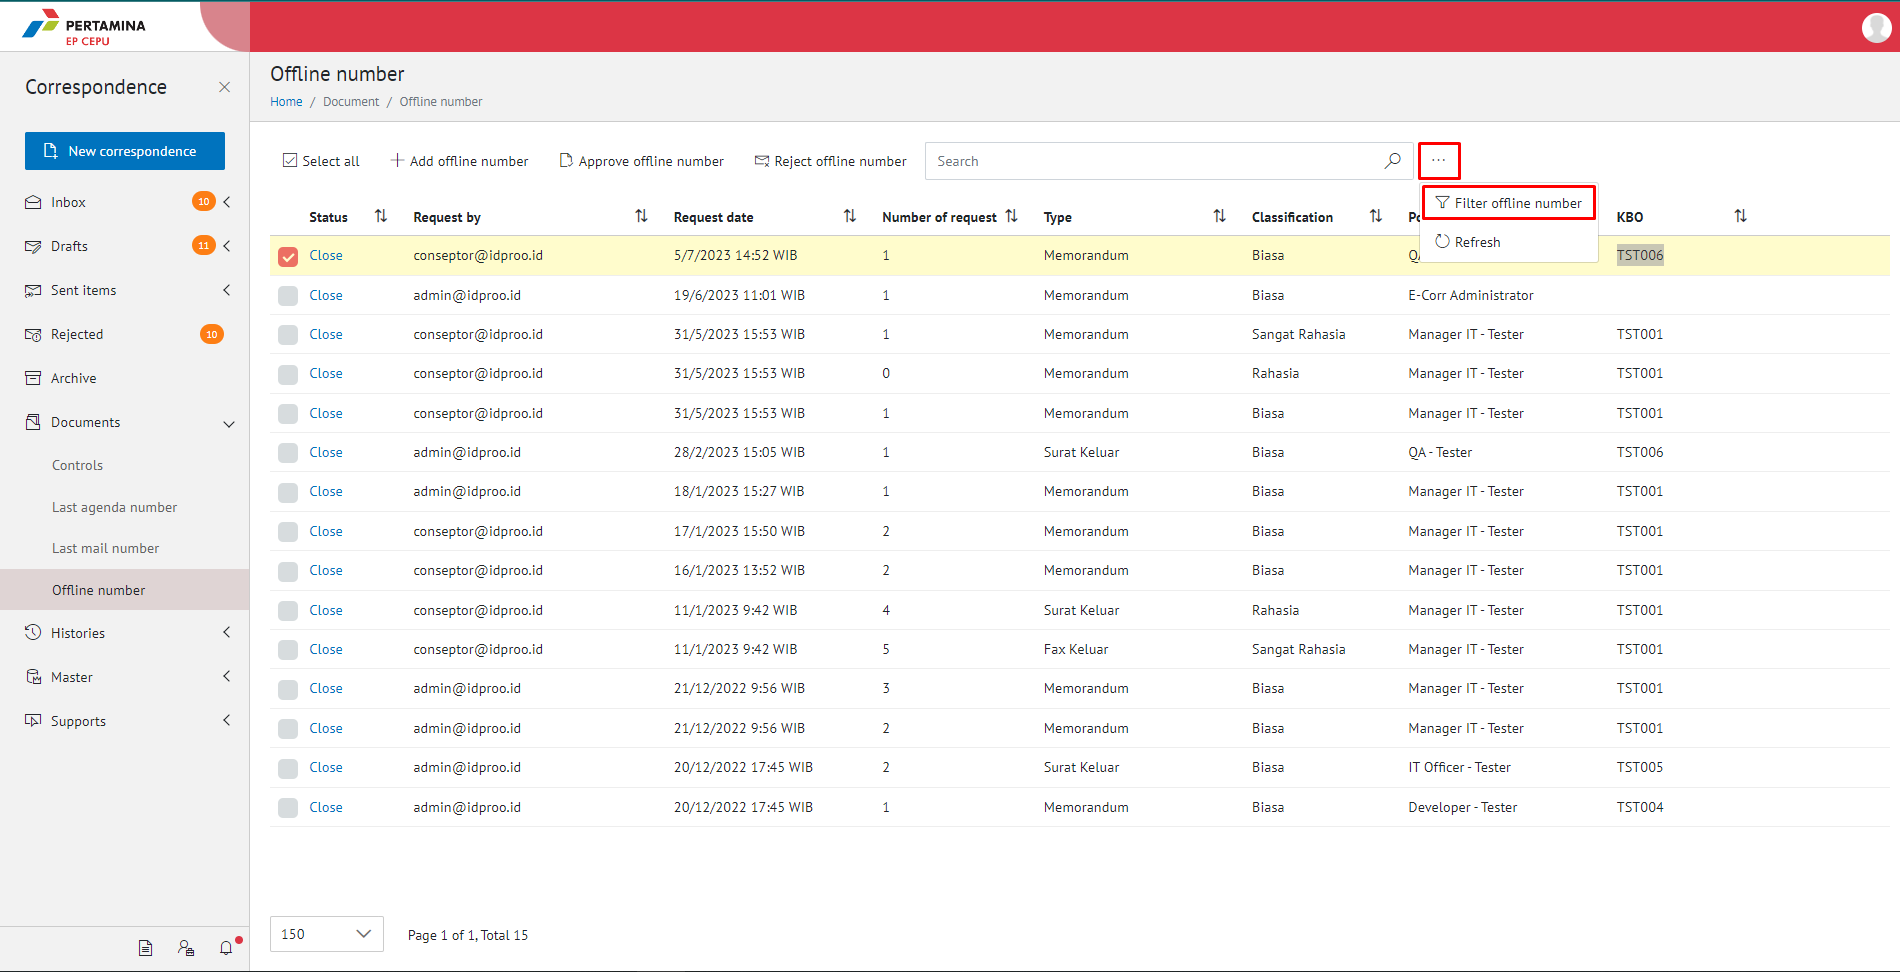 PERTAMINA
EP CEPU
Correspondence
New correspondence
Inbox 10
Drafts 11
Sent items
Rejected 10
Archive
Documents
Controls
Last agenda number
Last mail number
Offline number
Histories
Master
Supports
Offline number
Home / Document / Offline number
Select all Add offline number Approve offline number Reject offline number Search ...
Filter offline number
Refresh
Status Request by Request date Number of request Type Classification KBO
Close conseptor@idproo.id 5/7/2023 14:52 WIB 1 Memorandum Biasa TST006
Close admin@idproo.id 19/6/2023 11:01 WIB 1 Memorandum Biasa E-Corr Administrator
Close conseptor@idproo.id 31/5/2023 15:53 WIB 1 Memorandum Sangat Rahasia Manager IT - Tester TST001
Close conseptor@idproo.id 31/5/2023 15:53 WIB 0 Memorandum Rahasia Manager IT - Tester TST001
Close conseptor@idproo.id 31/5/2023 15:53 WIB 1 Memorandum Biasa Manager IT - Tester TST001
Close admin@idproo.id 28/2/2023 15:05 WIB 1 Surat Keluar Biasa QA - Tester TST006
Close admin@idproo.id 18/1/2023 15:27 WIB 1 Memorandum Biasa Manager IT - Tester TST001
Close conseptor@idproo.id 17/1/2023 15:50 WIB 2 Memorandum Biasa Manager IT - Tester TST001
Close conseptor@idproo.id 16/1/2023 13:52 WIB 2 Memorandum Biasa Manager IT - Tester TST001
Close conseptor@idproo.id 11/1/2023 9:42 WIB 4 Surat Keluar Rahasia Manager IT - Tester TST001
Close conseptor@idproo.id 11/1/2023 9:42 WIB 5 Fax Keluar Sangat Rahasia Manager IT - Tester TST001
Close admin@idproo.id 21/12/2022 9:56 WIB 3 Memorandum Biasa Manager IT - Tester TST001
Close admin@idproo.id 21/12/2022 9:56 WIB 2 Memorandum Biasa Manager IT - Tester TST001
Close admin@idproo.id 20/12/2022 17:45 WIB 2 Surat Keluar Biasa IT Officer - Tester TST005
Close admin@idproo.id 20/12/2022 17:45 WIB 1 Memorandum Biasa Developer - Tester TST004
150 Page 1 of 1, Total 15